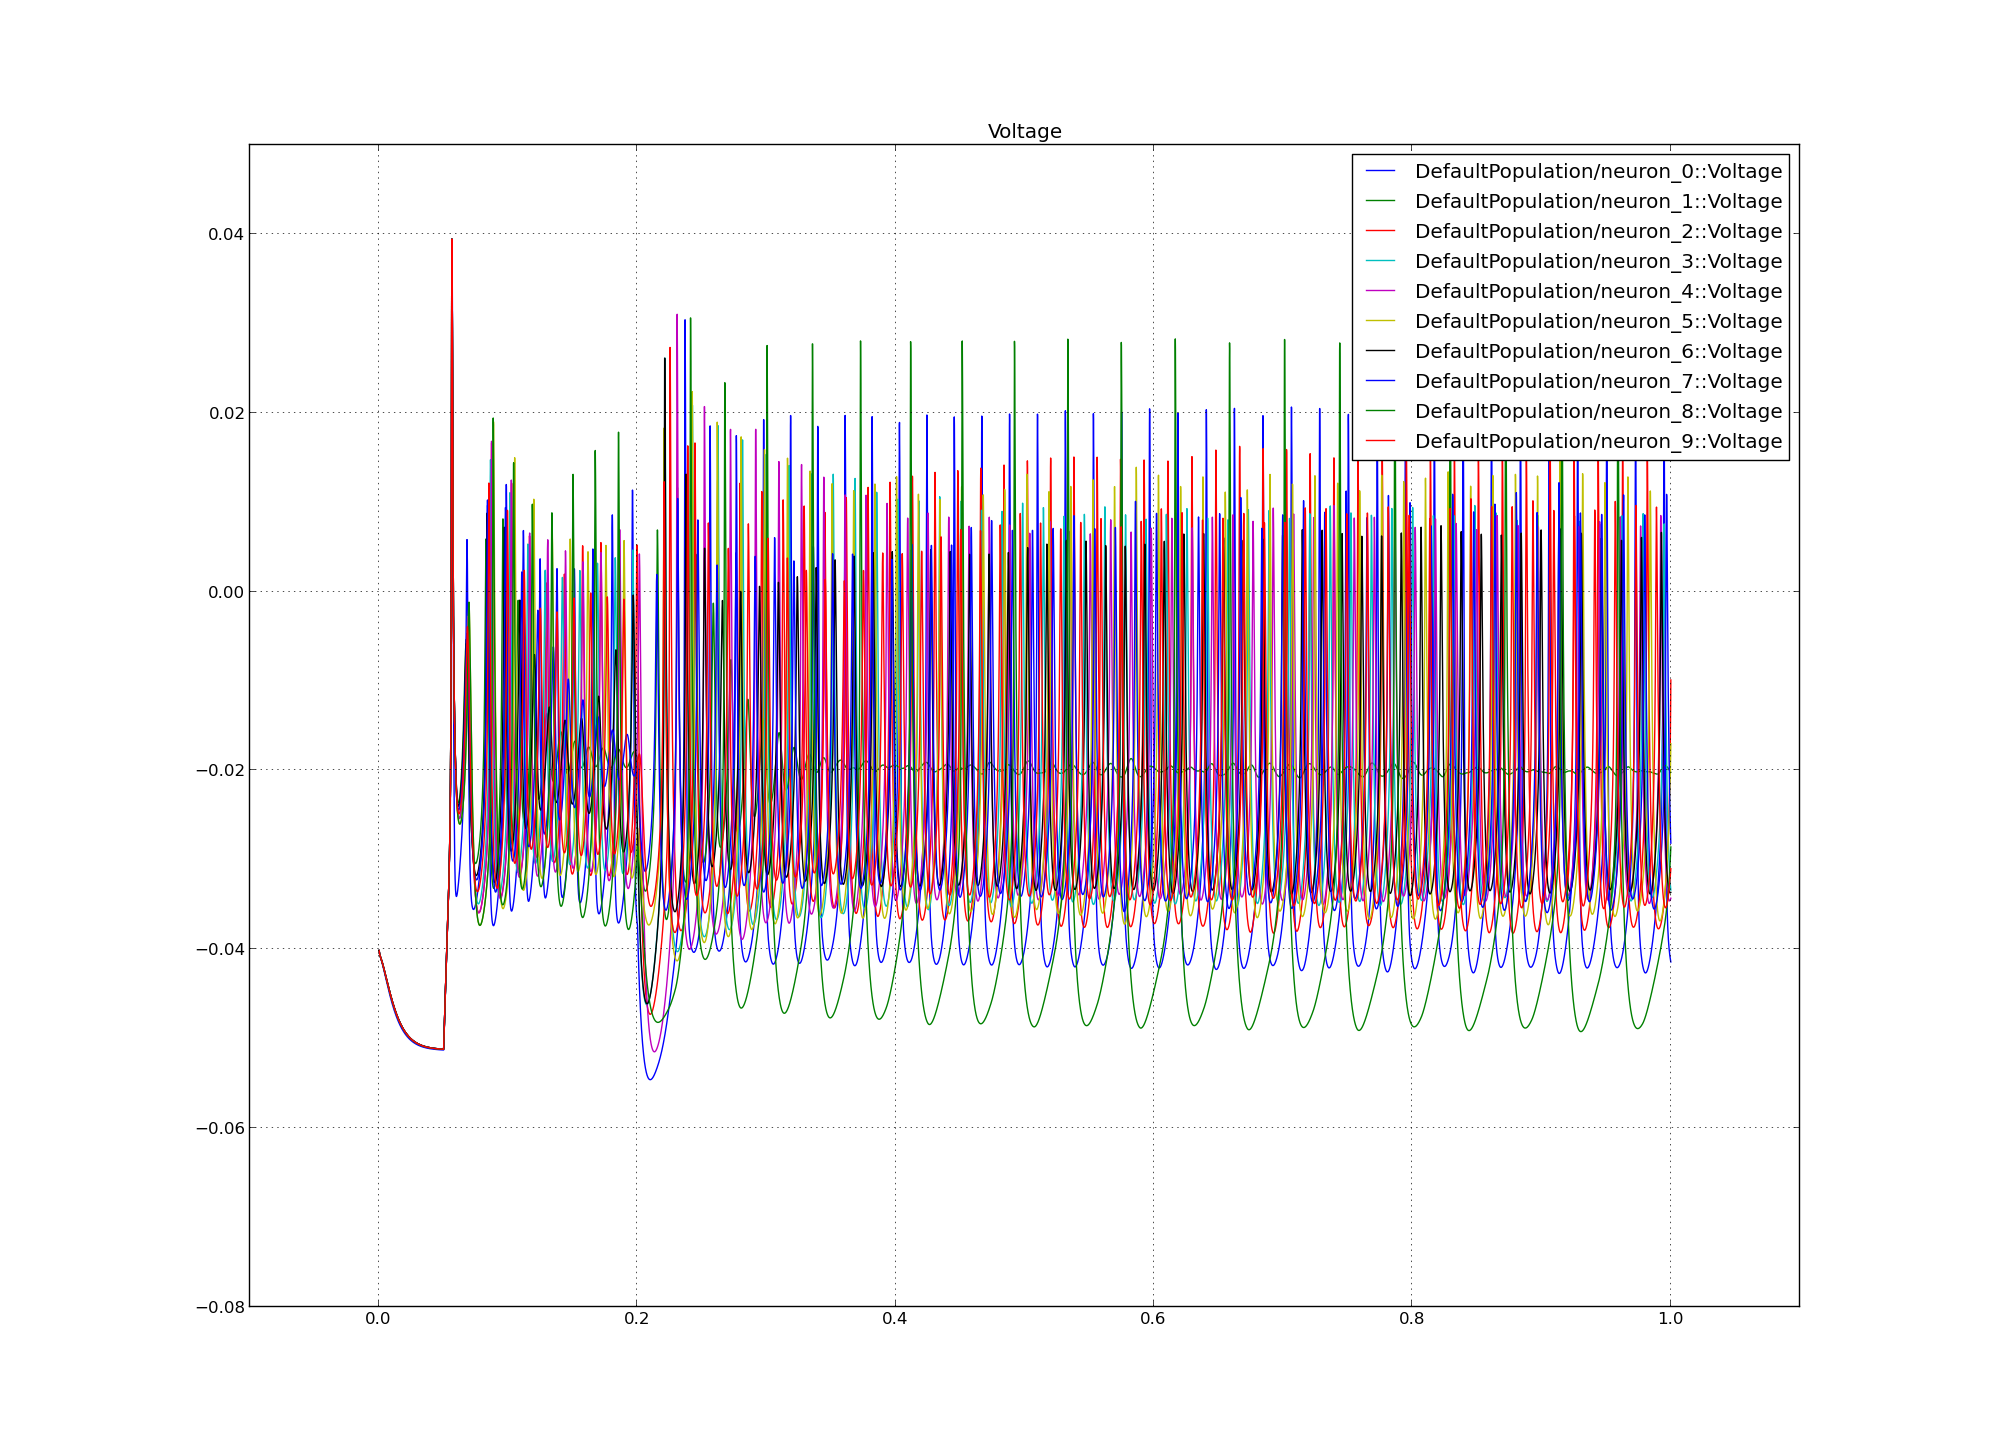 Voltage
DefaultPopulation/neuron_0::Voltage
DefaultPopulation/neuron_1::Voltage
DefaultPopulation/neuron_2::Voltage
DefaultPopulation/neuron_3::Voltage
DefaultPopulation/neuron_4::Voltage
DefaultPopulation/neuron_5::Voltage
DefaultPopulation/neuron_6::Voltage
DefaultPopulation/neuron_7::Voltage
DefaultPopulation/neuron_8::Voltage
DefaultPopulation/neuron_9::Voltage
0.04
0.02
0.00
−0.02
−0.04
−0.06
−0.08
0.0 0.2 0.4 0.6 0.8 1.0